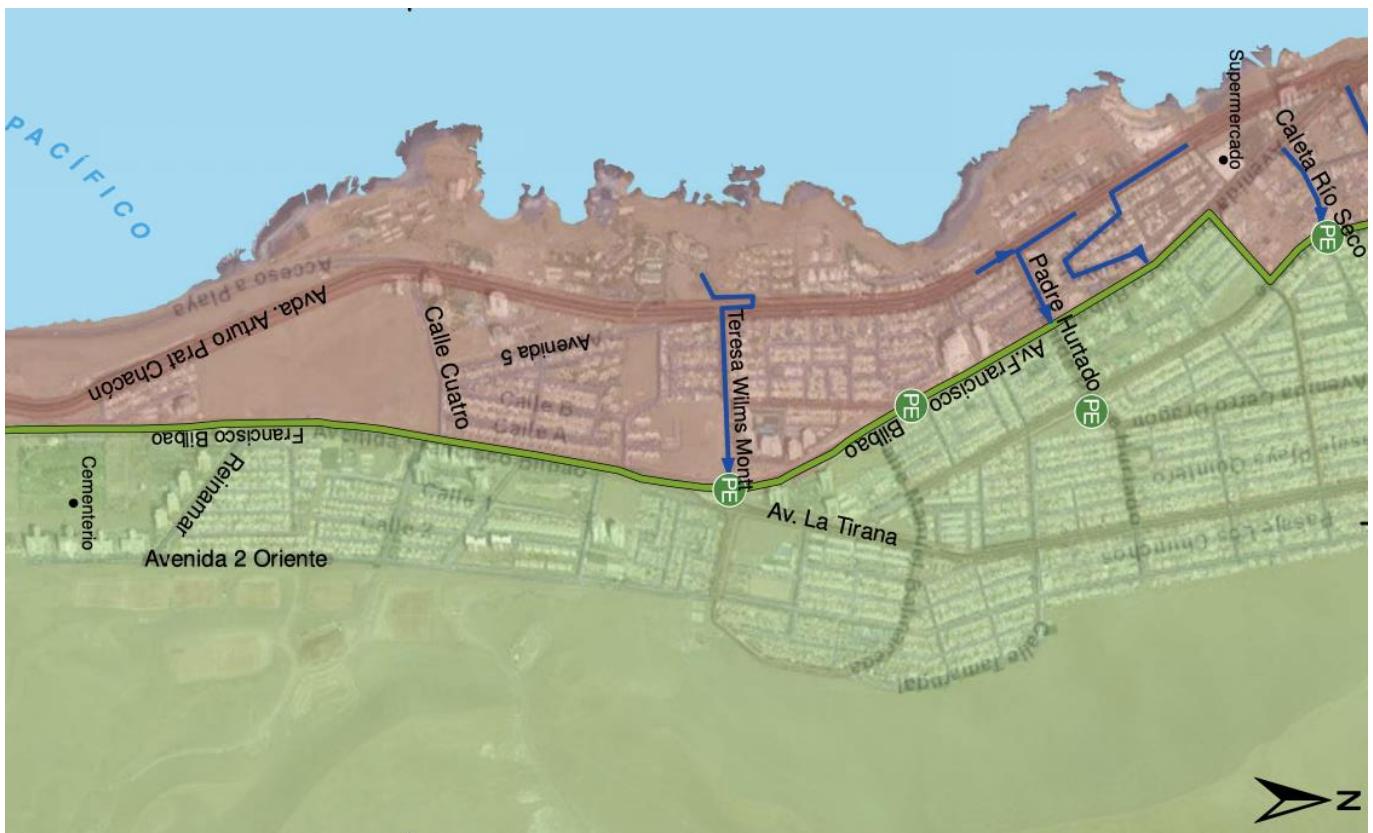 PACÍFICO
Supermercado
Caleta Río Seco
PE
Acceso a Playa
Avda. Arturo Prat Chacón
Calle Cuatro
Avenida 5
Teresa Wilms Montt
Padre Hurtado
Av.Francisco
Bilbao
PE
PE
Calle B
Calle A
Francisco Bilbao
Reinamar
Cementerio
Avenida 2 Oriente
Calle 1
Calle 2
PE
Av. La Tirana
Calle Tamarugal
N